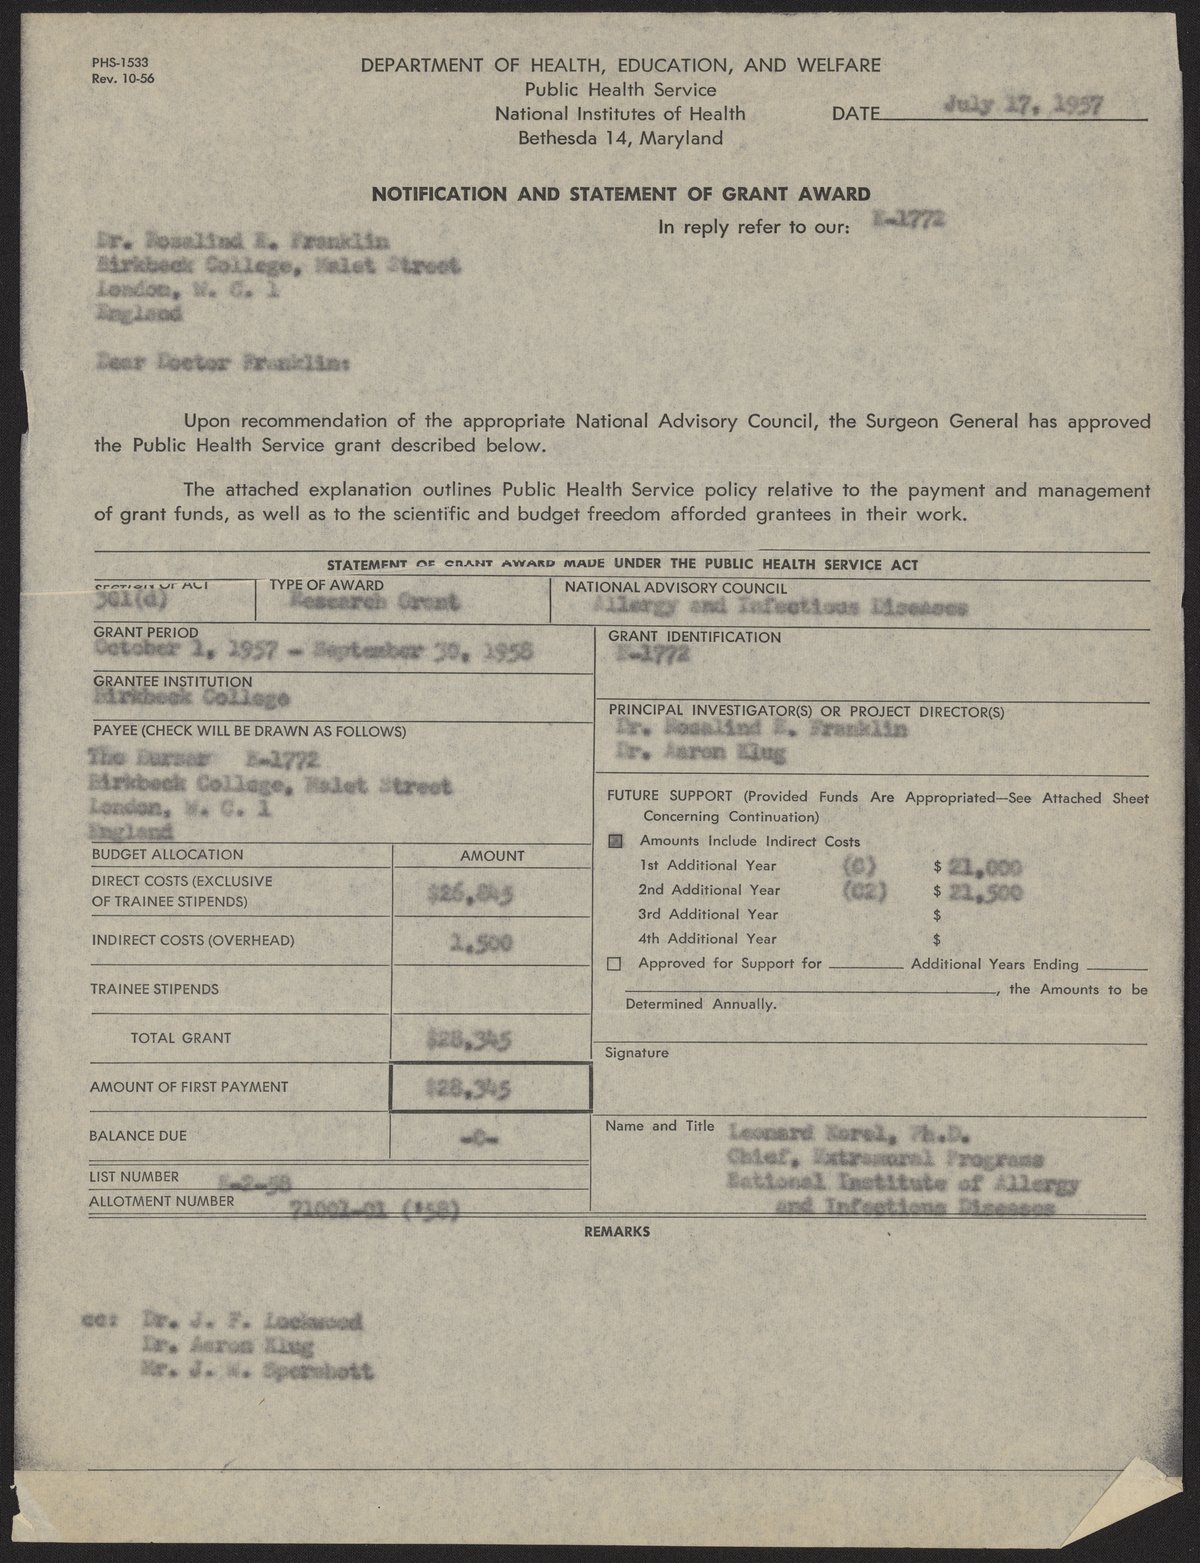 PHS-1533
Rev. 10-56
DEPARTMENT OF HEALTH, EDUCATION, AND WELFARE
Public Health Service
National Institutes of Health
Bethesda 14, Maryland
DATE July 17, 1957
NOTIFICATION AND STATEMENT OF GRANT AWARD
In reply refer to our: E-1772
Dr. Rosalind E. Franklin
Birkbeck College, Malet Street
London, W. C. 1
England
Dear Doctor Franklin:
Upon recommendation of the appropriate National Advisory Council, the Surgeon General has approved
the Public Health Service grant described below.
The attached explanation outlines Public Health Service policy relative to the payment and management
of grant funds, as well as to the scientific and budget freedom afforded grantees in their work.
STATEMENT OF GRANT AWARD MADE UNDER THE PUBLIC HEALTH SERVICE ACT
SECTION OF ACT
301(d)
TYPE OF AWARD
Research Grant
NATIONAL ADVISORY COUNCIL
Allergy and Infectious Diseases
GRANT PERIOD
October 1, 1957 - September 30, 1958
GRANT IDENTIFICATION
E-1772
GRANTEE INSTITUTION
Birkbeck College
PRINCIPAL INVESTIGATOR(S) OR PROJECT DIRECTOR(S)
Dr. Rosalind E. Franklin
Dr. Aaron Klug
PAYEE (CHECK WILL BE DRAWN AS FOLLOWS)
The Bursar E-1772
Birkbeck College, Malet Street
London, W. C. 1
England
FUTURE SUPPORT (Provided Funds Are Appropriated—See Attached Sheet
Concerning Continuation)
Amounts Include Indirect Costs
1st Additional Year (C) $ 21,000
2nd Additional Year (C2) $ 21,500
3rd Additional Year $
4th Additional Year $
Approved for Support for Additional Years Ending
, the Amounts to be
Determined Annually.
BUDGET ALLOCATION AMOUNT
DIRECT COSTS (EXCLUSIVE
OF TRAINEE STIPENDS) $26,845
INDIRECT COSTS (OVERHEAD) 1,500
TRAINEE STIPENDS
TOTAL GRANT $28,345
AMOUNT OF FIRST PAYMENT $28,345
BALANCE DUE -0-
LIST NUMBER E-2-58
ALLOTMENT NUMBER 71001-01 ('58)
Signature
Name and Title Leonard Karel, Ph.D.
Chief, Extramural Programs
National Institute of Allergy
and Infectious Diseases
REMARKS
cc: Dr. J. F. Lockwood
Dr. Aaron Klug
Mr. J. W.